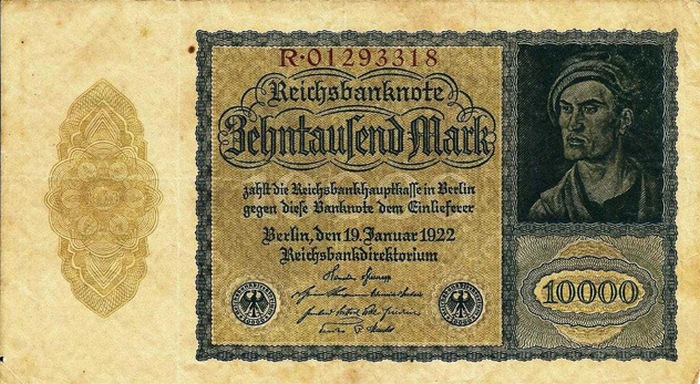 R·01293318
Reichsbanknote
Zehntausend Mark
zahlt die Reichsbankhauptkasse in Berlin
gegen diese Banknote dem Einlieferer
Berlin, den 19. Januar 1922
Reichsbankdirektorium
10000